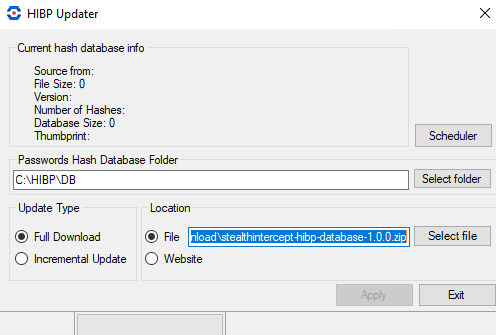 HIBP Updater
Current hash database info
Source from:
File Size: 0
Version:
Number of Hashes:
Database Size: 0
Thumbprint:
Scheduler
Passwords Hash Database Folder
C:\HIBP\DB
Select folder
Update Type
Location
Full Download
File
nload\stealthintercept-hibp-database-1.0.0.zip
Select file
Incremental Update
Website
Apply
Exit